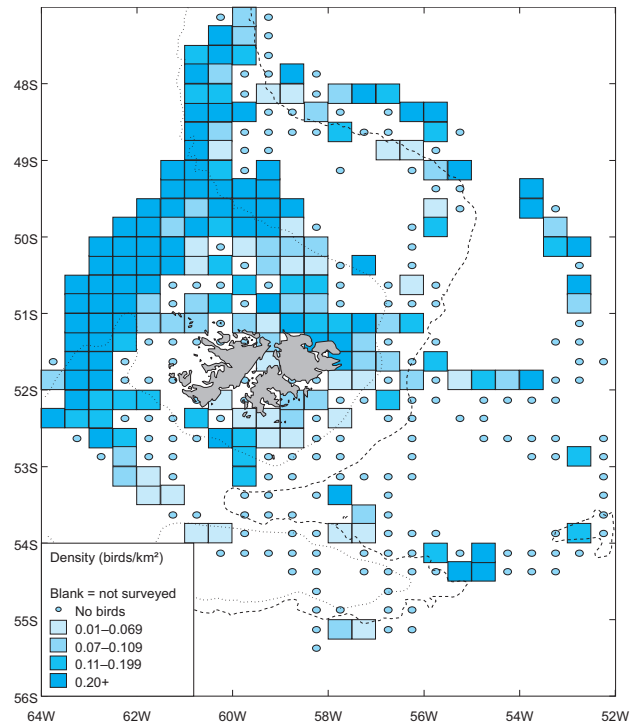 48S
49S
50S
51S
52S
53S
54S
55S
56S
Density (birds/km²)
Blank = not surveyed
No birds
0.01–0.069
0.07–0.109
0.11–0.199
0.20+
64W 62W 60W 58W 56W 54W 52W